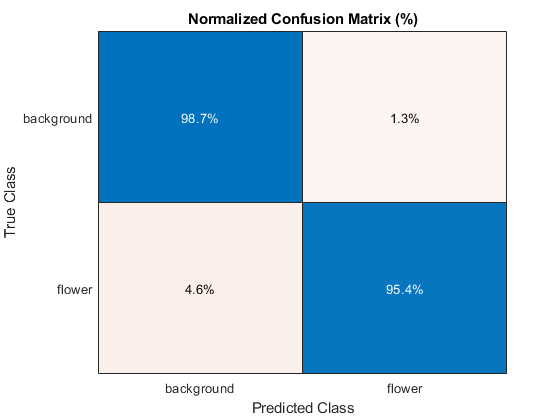 Normalized Confusion Matrix (%)
True Class
background
98.7%
1.3%
flower
4.6%
95.4%
background
flower
Predicted Class